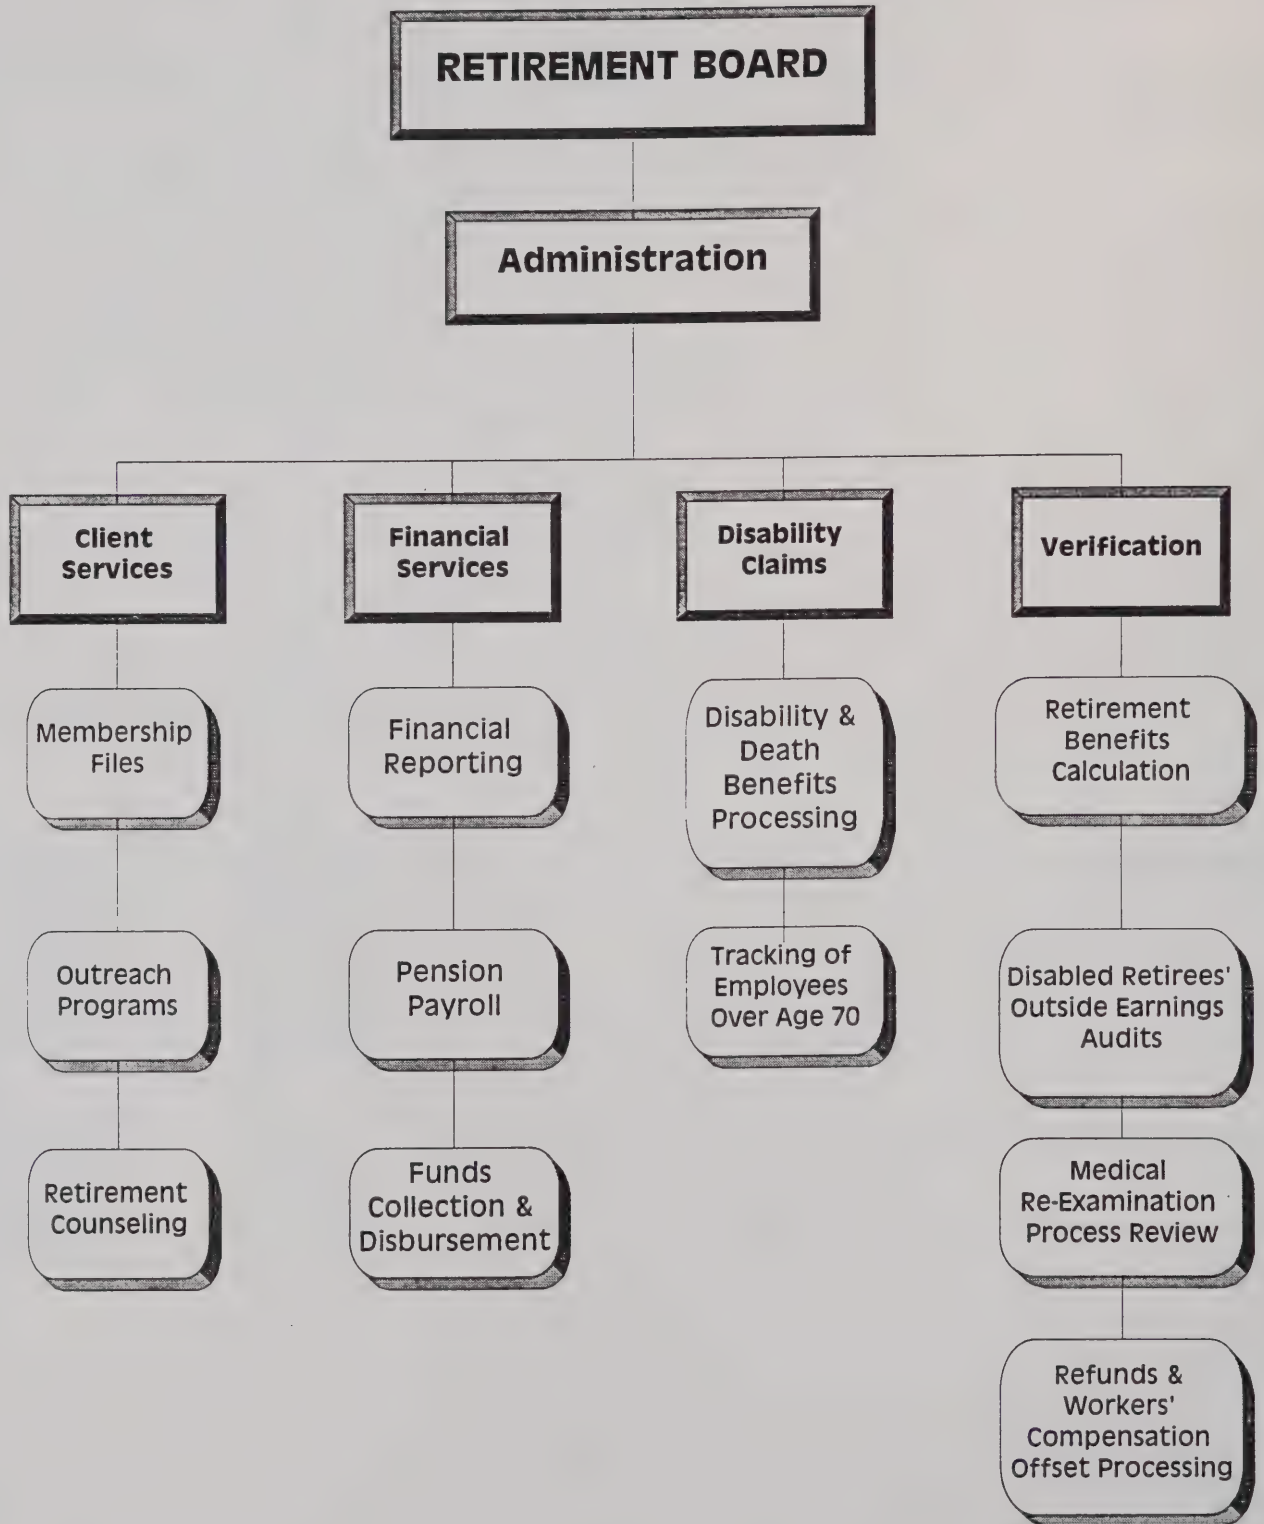 RETIREMENT BOARD
Administration
Client
Services
Financial
Services
Disability
Claims
Verification
Membership
Files
Outreach
Programs
Retirement
Counseling
Financial
Reporting
Pension
Payroll
Funds
Collection &
Disbursement
Disability &
Death
Benefits
Processing
Tracking of
Employees
Over Age 70
Retirement
Benefits
Calculation
Disabled Retirees'
Outside Earnings
Audits
Medical
Re-Examination
Process Review
Refunds &
Workers'
Compensation
Offset Processing